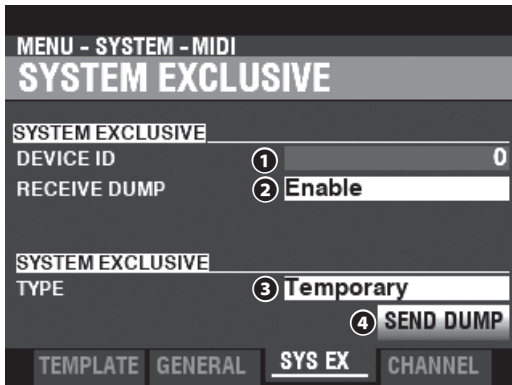 MENU - SYSTEM - MIDI
SYSTEM EXCLUSIVE
SYSTEM EXCLUSIVE
DEVICE ID 1 0
RECEIVE DUMP 2 Enable
SYSTEM EXCLUSIVE
TYPE 3 Temporary
4 SEND DUMP
TEMPLATE GENERAL SYS EX CHANNEL